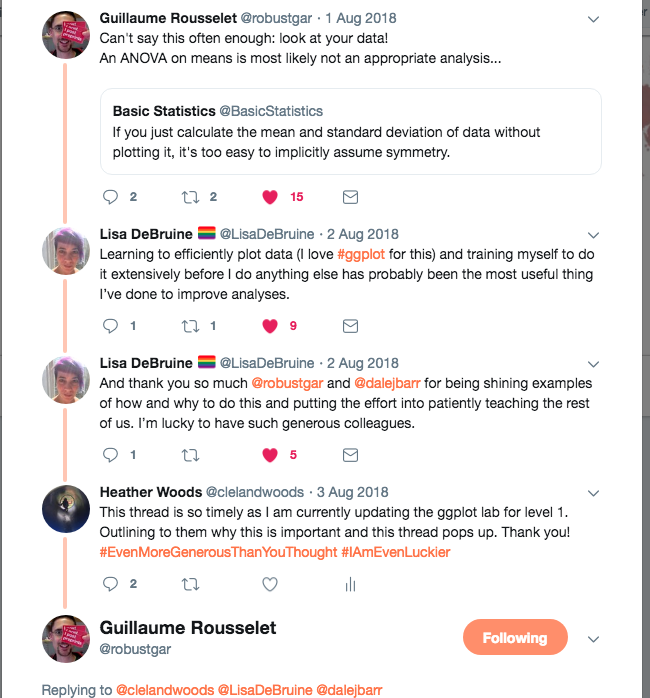 Guillaume Rousselet @robustgar · 1 Aug 2018
Can't say this often enough: look at your data!
An ANOVA on means is most likely not an appropriate analysis...
Basic Statistics @BasicStatistics
If you just calculate the mean and standard deviation of data without
plotting it, it's too easy to implicitly assume symmetry.
2 2 15
Lisa DeBruine @LisaDeBruine · 2 Aug 2018
Learning to efficiently plot data (I love #ggplot for this) and training myself to do
it extensively before I do anything else has probably been the most useful thing
I've done to improve analyses.
1 1 9
Lisa DeBruine @LisaDeBruine · 2 Aug 2018
And thank you so much @robustgar and @dalejbarr for being shining examples
of how and why to do this and putting the effort into patiently teaching the rest
of us. I'm lucky to have such generous colleagues.
1 5
Heather Woods @clelandwoods · 3 Aug 2018
This thread is so timely as I am currently updating the ggplot lab for level 1.
Outlining to them why this is important and this thread pops up. Thank you!
#EvenMoreGenerousThanYouThought #IAmEvenLuckier
2
Guillaume Rousselet
@robustgar
Following
Replying to @clelandwoods @LisaDeBruine @dalejbarr